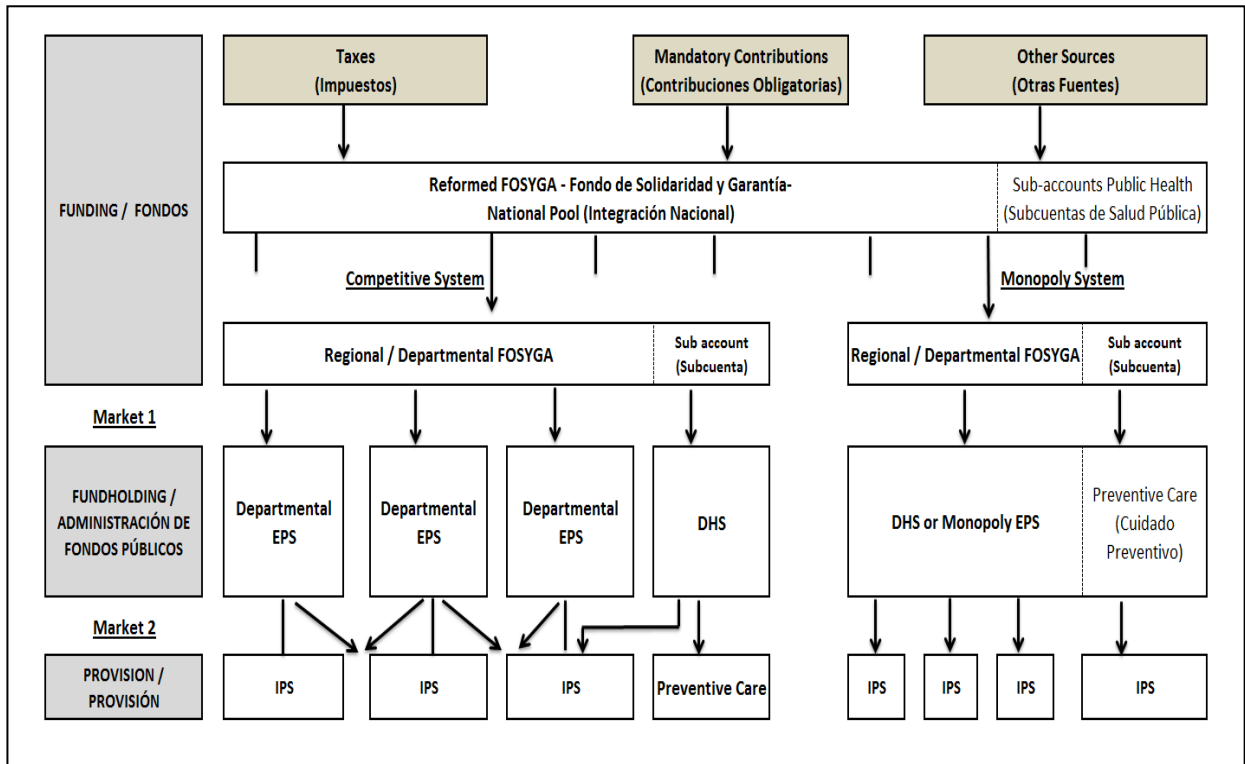 Taxes
(Impuestos)
Mandatory Contributions
(Contribuciones Obligatorias)
Other Sources
(Otras Fuentes)
FUNDING / FONDOS
Reformed FOSYGA - Fondo de Solidaridad y Garantía-
National Pool (Integración Nacional)
Sub-accounts Public Health
(Subcuentas de Salud Pública)
Competitive System
Monopoly System
Regional / Departmental FOSYGA
Sub account
(Subcuenta)
Regional / Departmental FOSYGA
Sub account
(Subcuenta)
Market 1
FUNDHOLDING /
ADMINISTRACIÓN DE
FONDOS PÚBLICOS
Departmental
EPS
Departmental
EPS
Departmental
EPS
DHS
DHS or Monopoly EPS
Preventive Care
(Cuidado
Preventivo)
Market 2
PROVISION /
PROVISIÓN
IPS
IPS
IPS
Preventive Care
IPS
IPS
IPS
IPS